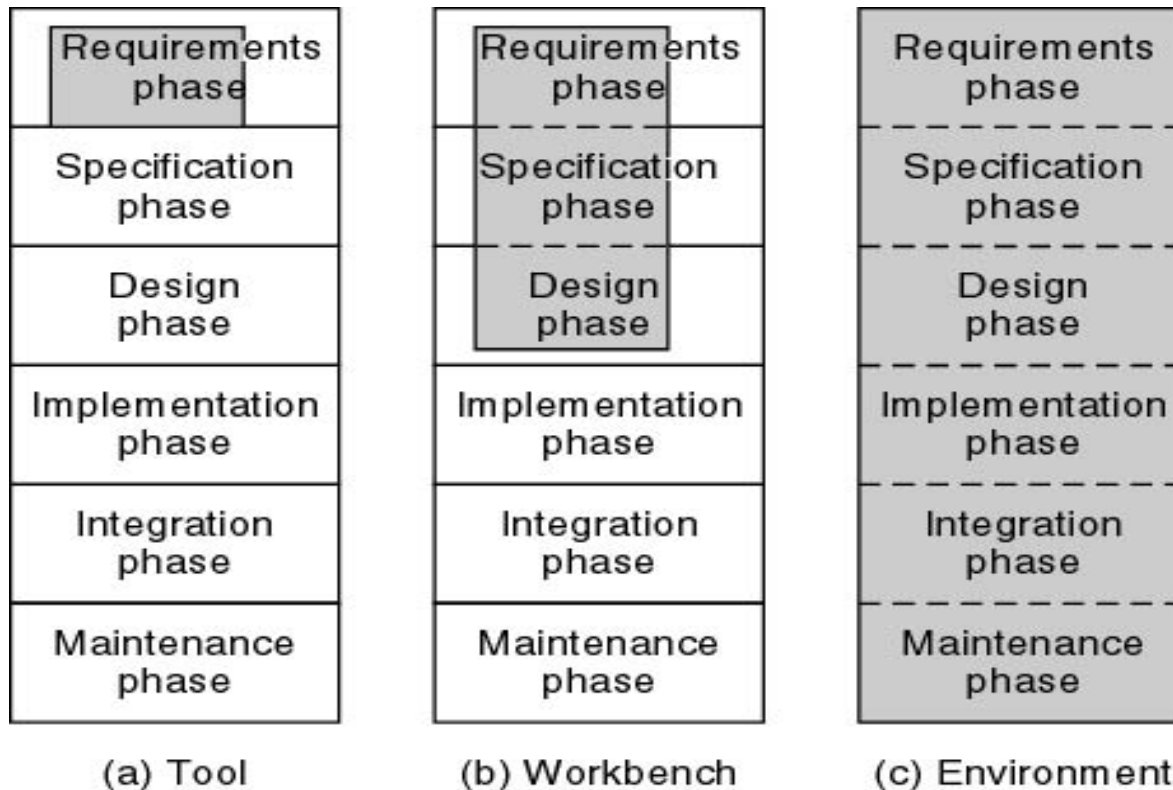 Requirements
phase
Specification
phase
Design
phase
Implementation
phase
Integration
phase
Maintenance
phase
(a) Tool
Requirements
phase
Specification
phase
Design
phase
Implementation
phase
Integration
phase
Maintenance
phase
(b) Workbench
Requirements
phase
Specification
phase
Design
phase
Implementation
phase
Integration
phase
Maintenance
phase
(c) Environment